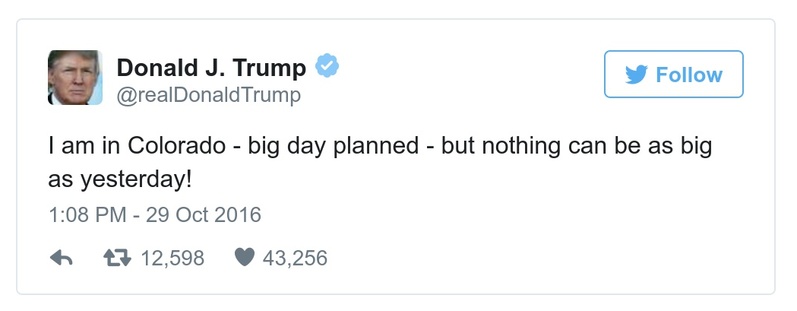 Donald J. Trump
@realDonaldTrump
Follow
I am in Colorado - big day planned - but nothing can be as big
as yesterday!
1:08 PM - 29 Oct 2016
12,598 43,256